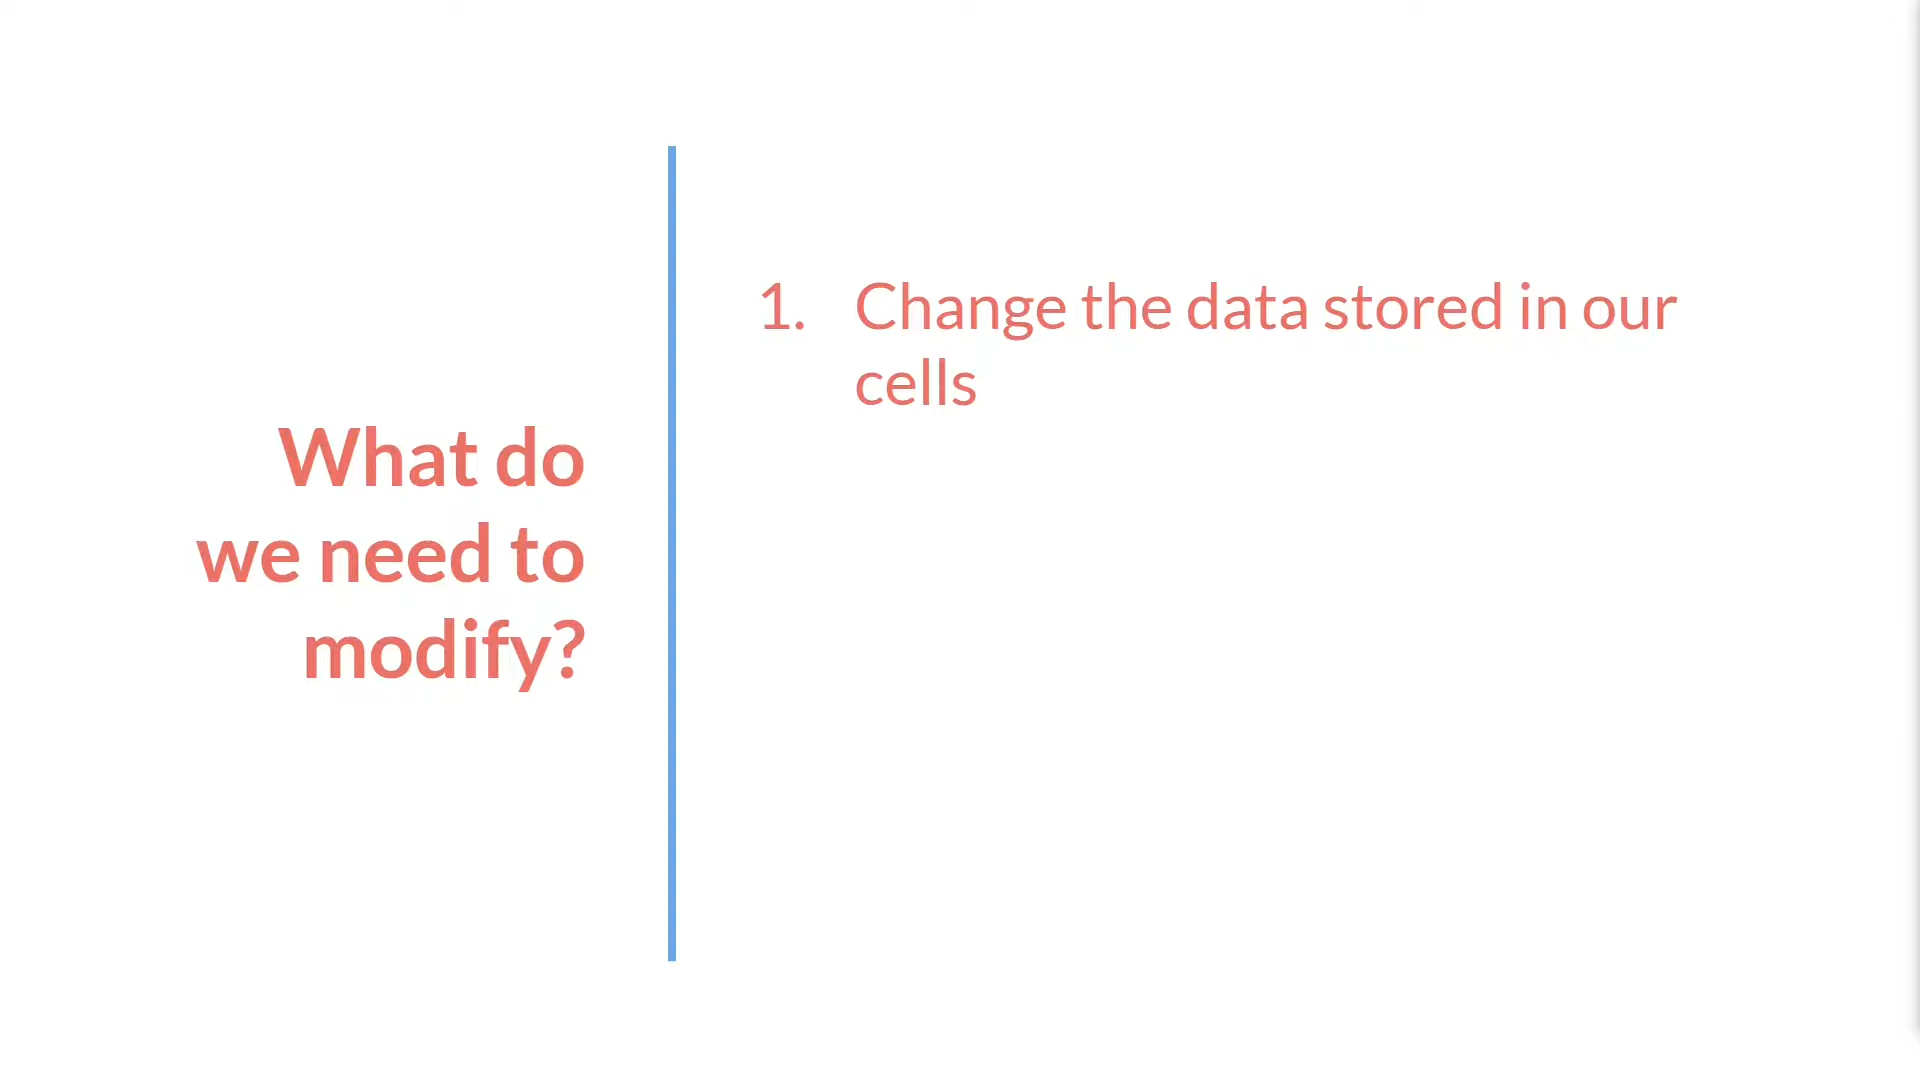 What do
we need to
modify?
1. Change the data stored in our
cells